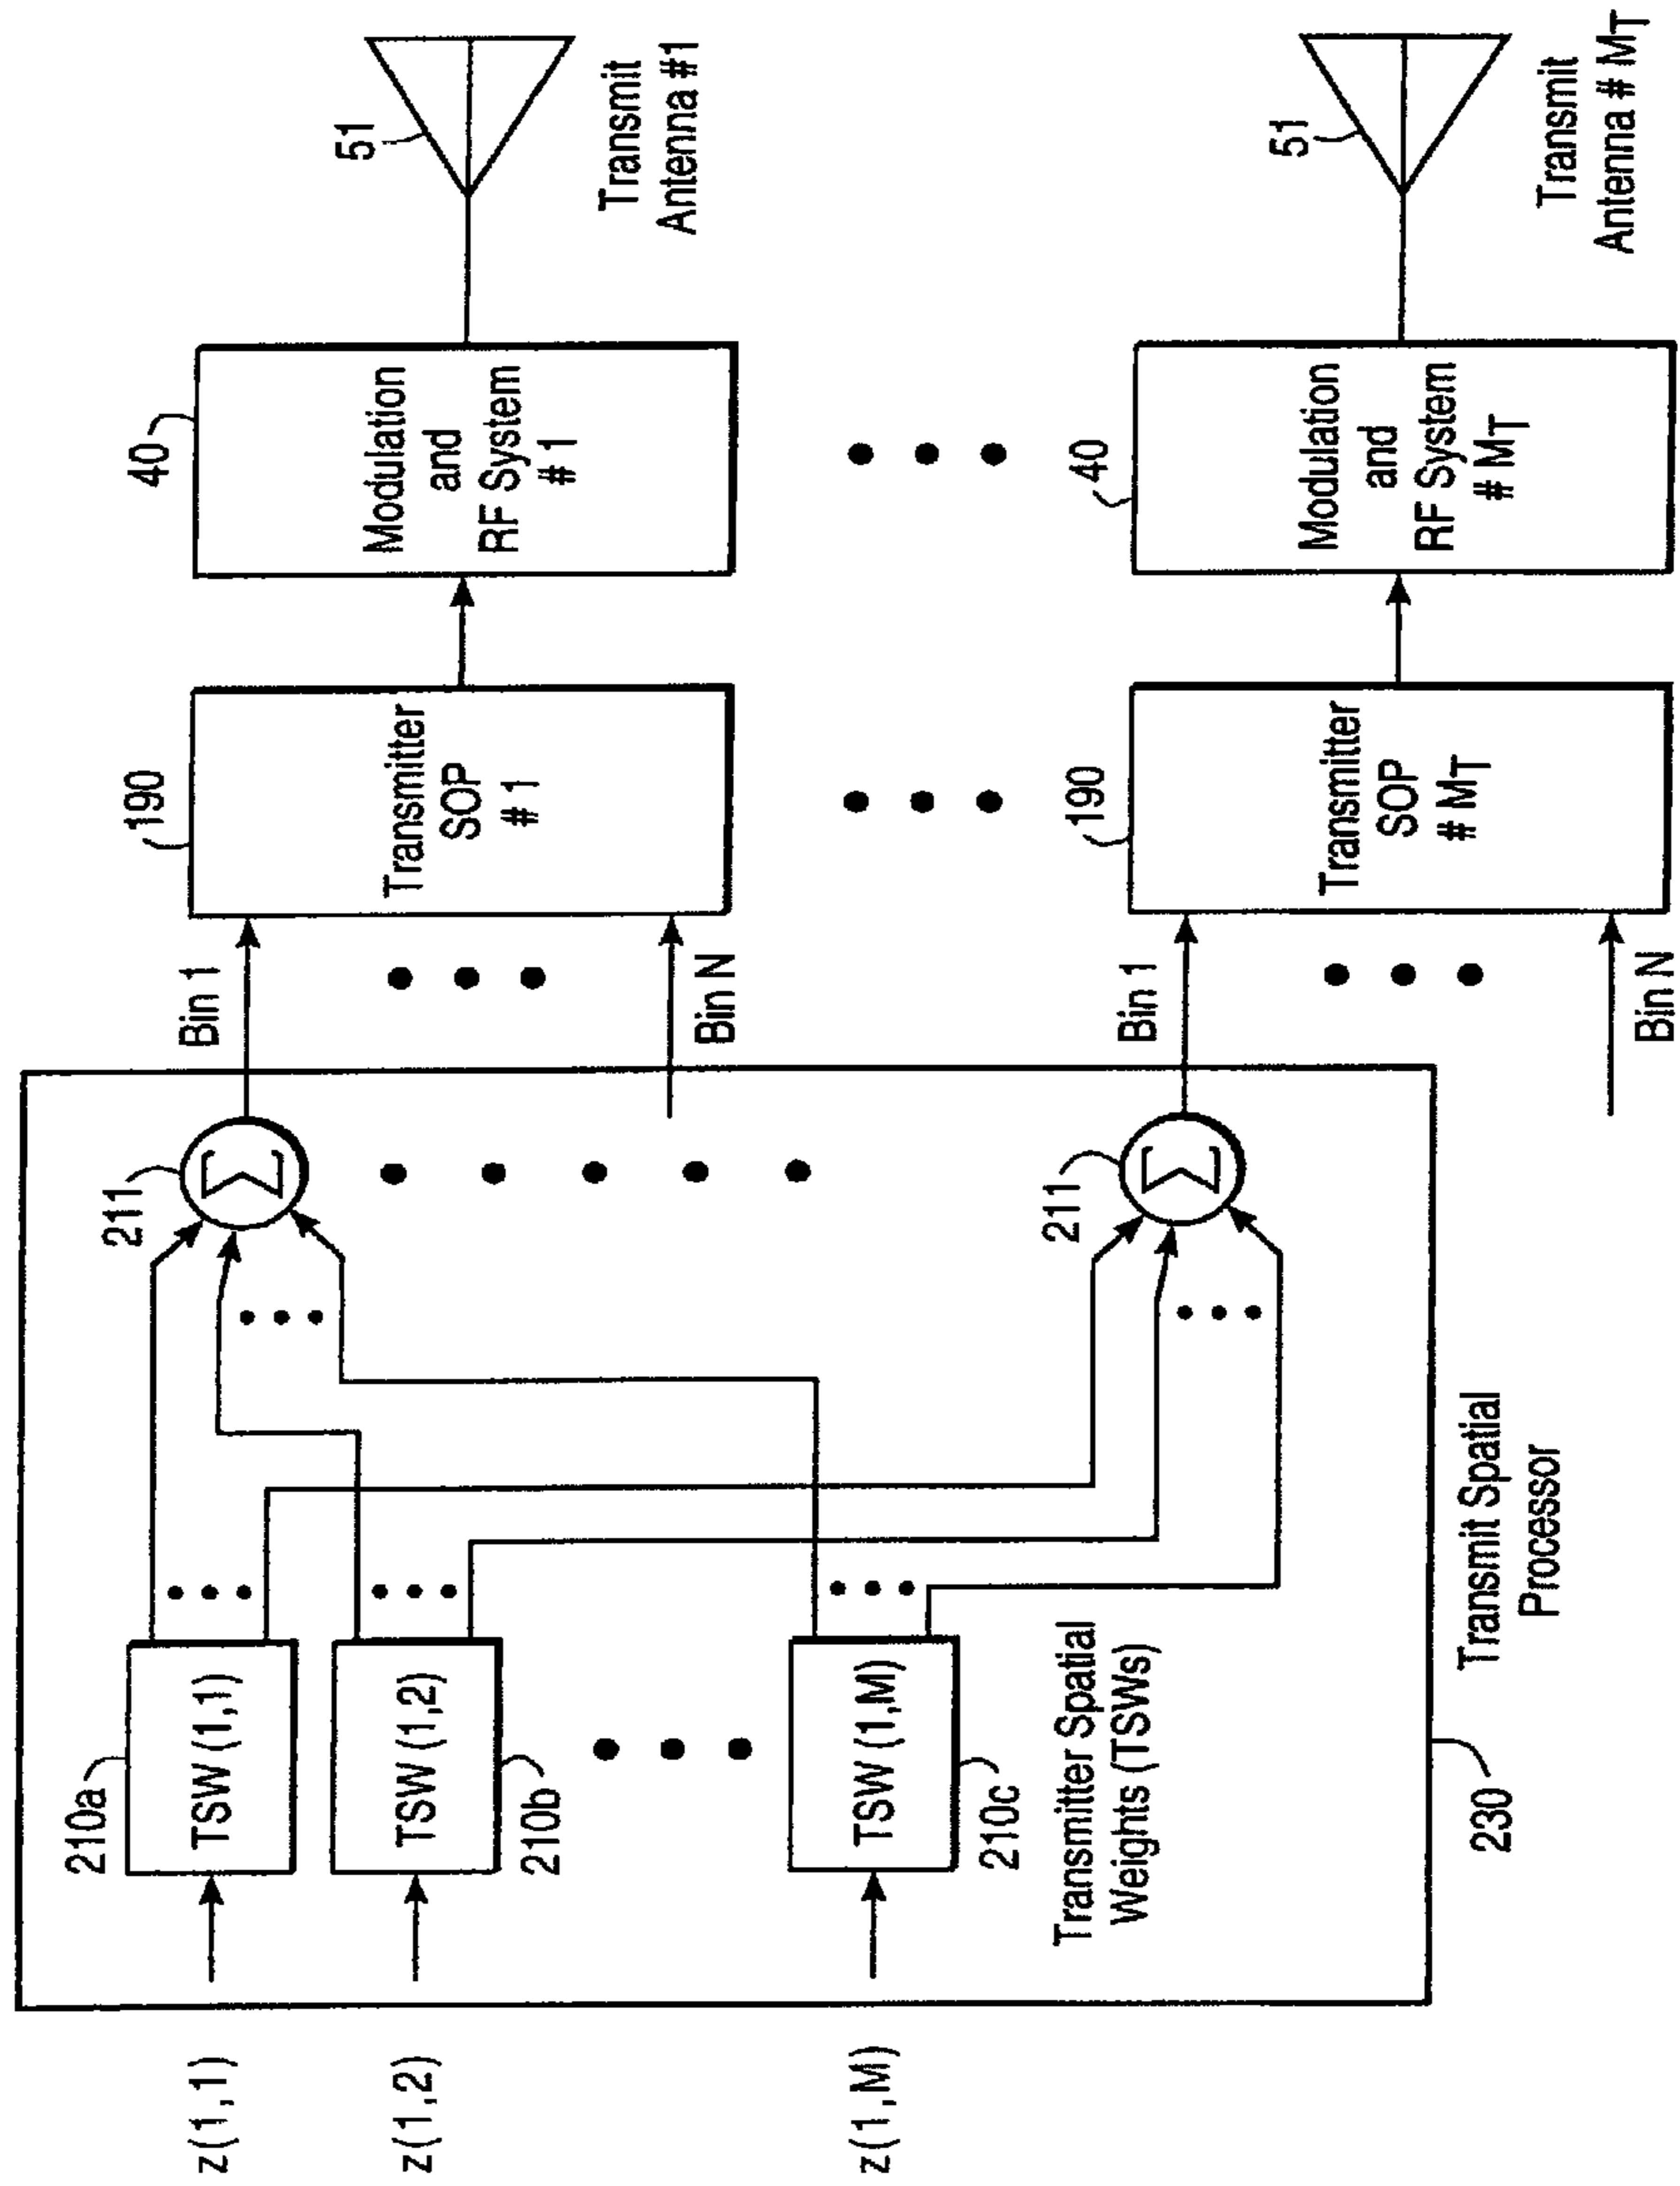 z(1,1)
z(1,2)
z(1,M)
210a
TSW (1,1)
TSW (1,2)
210b
TSW (1,M)
210c
Transmitter Spatial
Weights (TSWs)
230
Transmit Spatial
Processor
211
Σ
211
Σ
Bin 1
Bin N
Bin 1
Bin N
190
Transmitter
SOP
# 1
190
Transmitter
SOP
# MT
40
Modulation
and
RF System
# 1
40
Modulation
and
RF System
# MT
51
Transmit
Antenna #1
51
Transmit
Antenna # MT